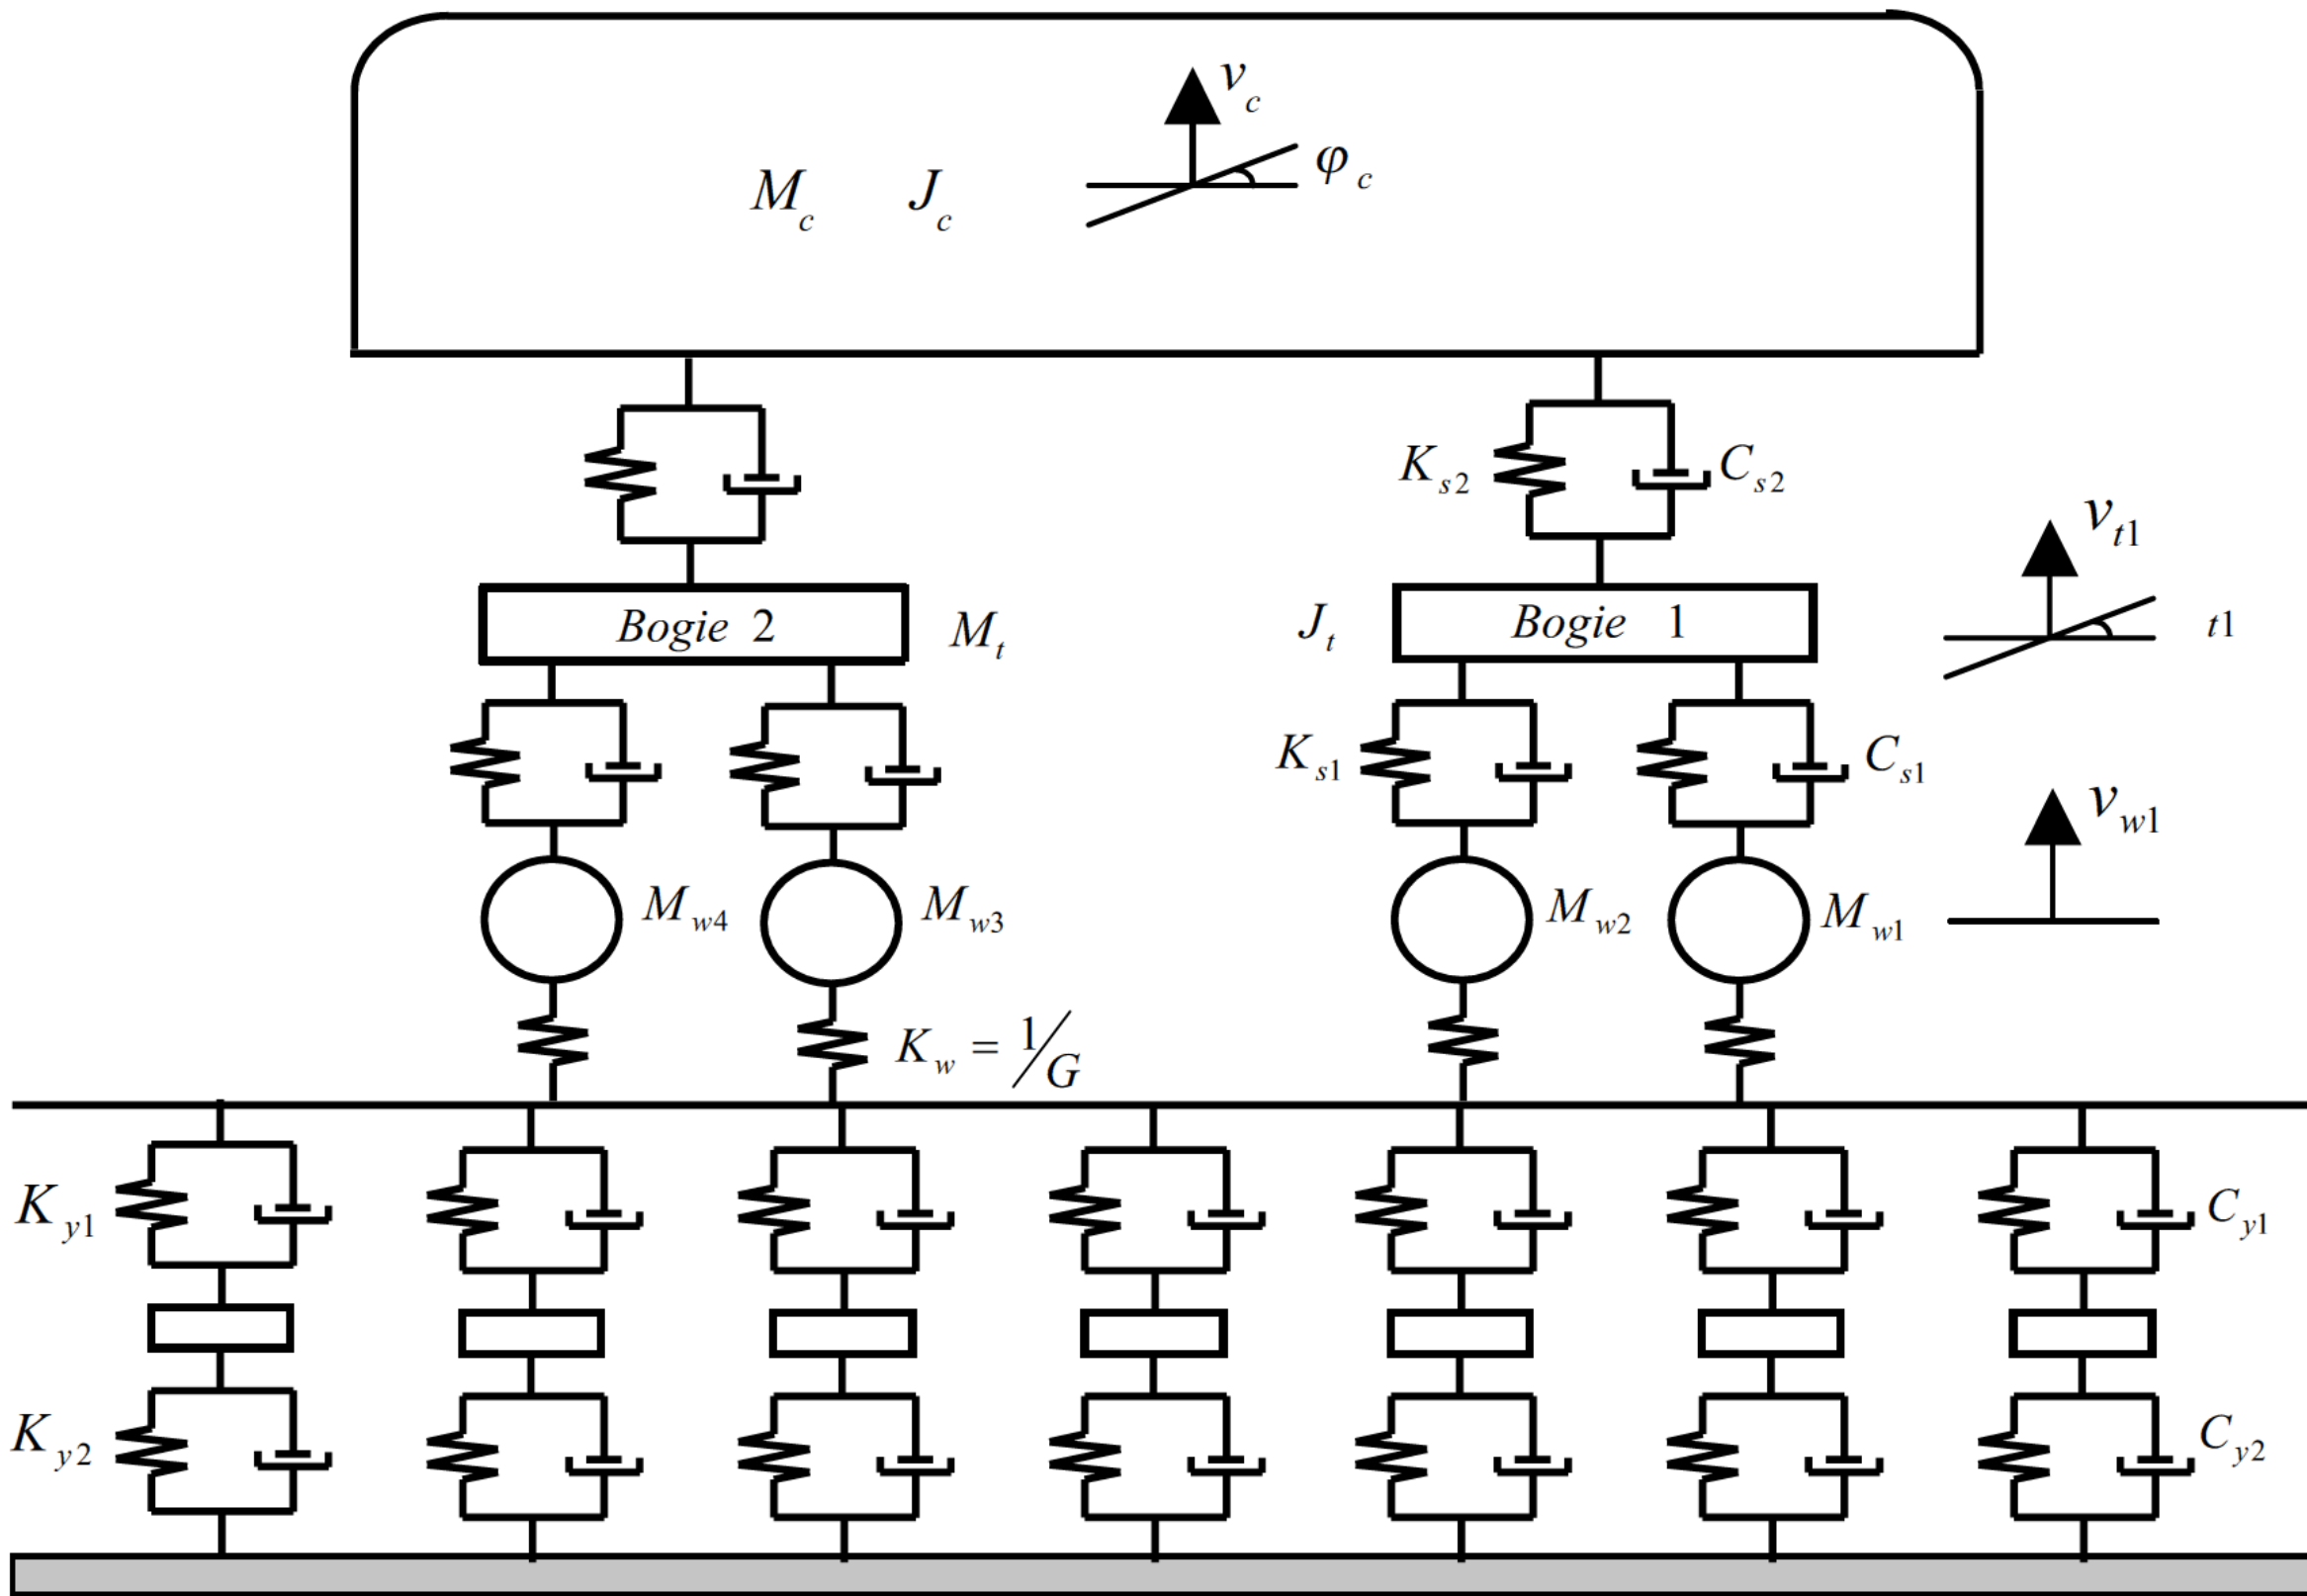 v_c
φ_c
M_c J_c
K_s2 C_s2
v_t1
Bogie 2 M_t J_t Bogie 1
t1
K_s1 C_s1
v_w1
M_w4 M_w3 M_w2 M_w1
K_w = 1/G
K_y1 C_y1
K_y2 C_y2